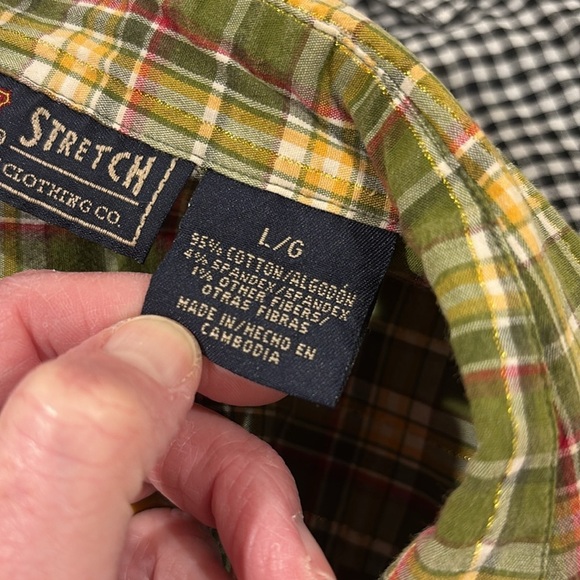 STRETCH
CLOTHING CO.
L/G
95% COTTON/ALGODÓN
4% SPANDEX/SPANDEX
1% OTHER FIBERS/
OTRAS FIBRAS
MADE IN/HECHO EN
CAMBODIA